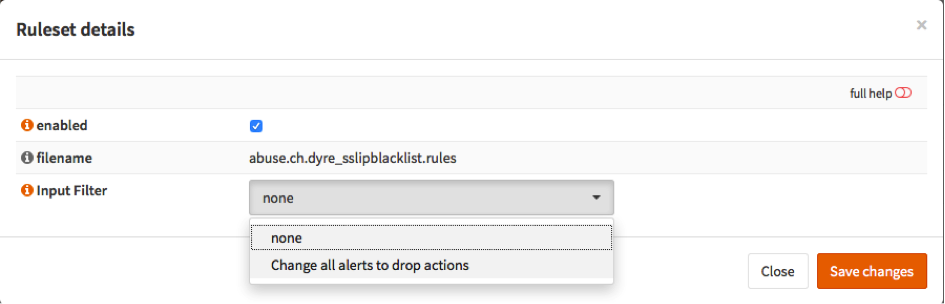 Ruleset details ×
full help
enabled
filename abuse.ch.dyre_sslipblacklist.rules
Input Filter none
none
Change all alerts to drop actions
Close Save changes